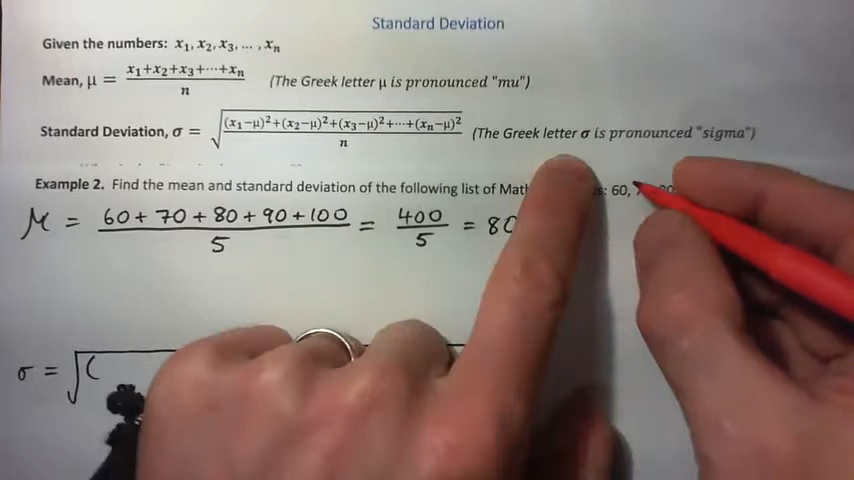 Standard Deviation
Given the numbers: x₁, x₂, x₃, ... , xₙ
Mean, μ = x₁+x₂+x₃+⋯+xₙ / n (The Greek letter μ is pronounced "mu")
Standard Deviation, σ = √((x₁−μ)²+(x₂−μ)²+(x₃−μ)²+⋯+(xₙ−μ)² / n) (The Greek letter σ is pronounced "sigma")
Example 2. Find the mean and standard deviation of the following list of 60,
μ = 60 + 70 + 80 + 90 + 100 / 5 = 400 / 5 = 80
σ = √(